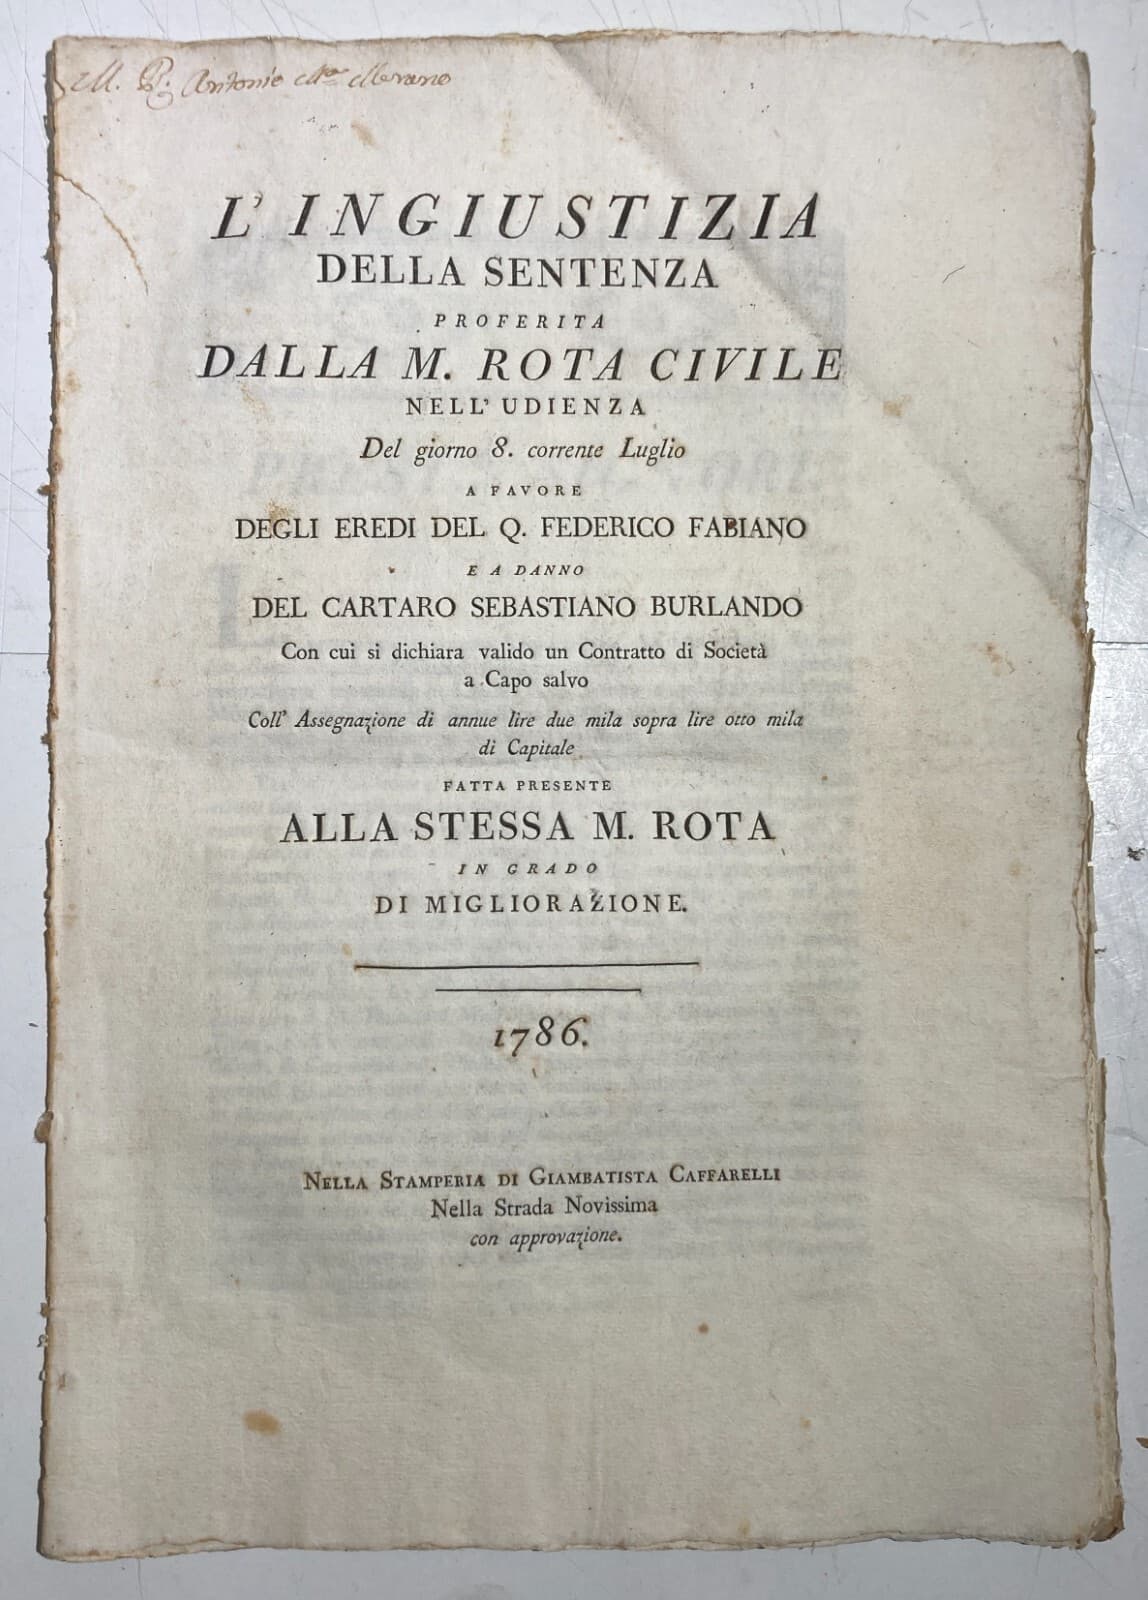 M. R. Antonio Ma. Merano
L' INGIUSTIZIA
DELLA SENTENZA
PROFERITA
DALLA M. ROTA CIVILE
NELL' UDIENZA
Del giorno 8. corrente Luglio
A FAVORE
DEGLI EREDI DEL Q. FEDERICO FABIANO
E A DANNO
DEL CARTARO SEBASTIANO BURLANDO
Con cui si dichiara valido un Contratto di Società
a Capo salvo
Coll' Assegnazione di annue lire due mila sopra lire otto mila
di Capitale
FATTA PRESENTE
ALLA STESSA M. ROTA
IN GRADO
DI MIGLIORAZIONE.
1786.
NELLA STAMPERIA DI GIAMBATISTA CAFFARELLI
Nella Strada Novissima
con approvazione.